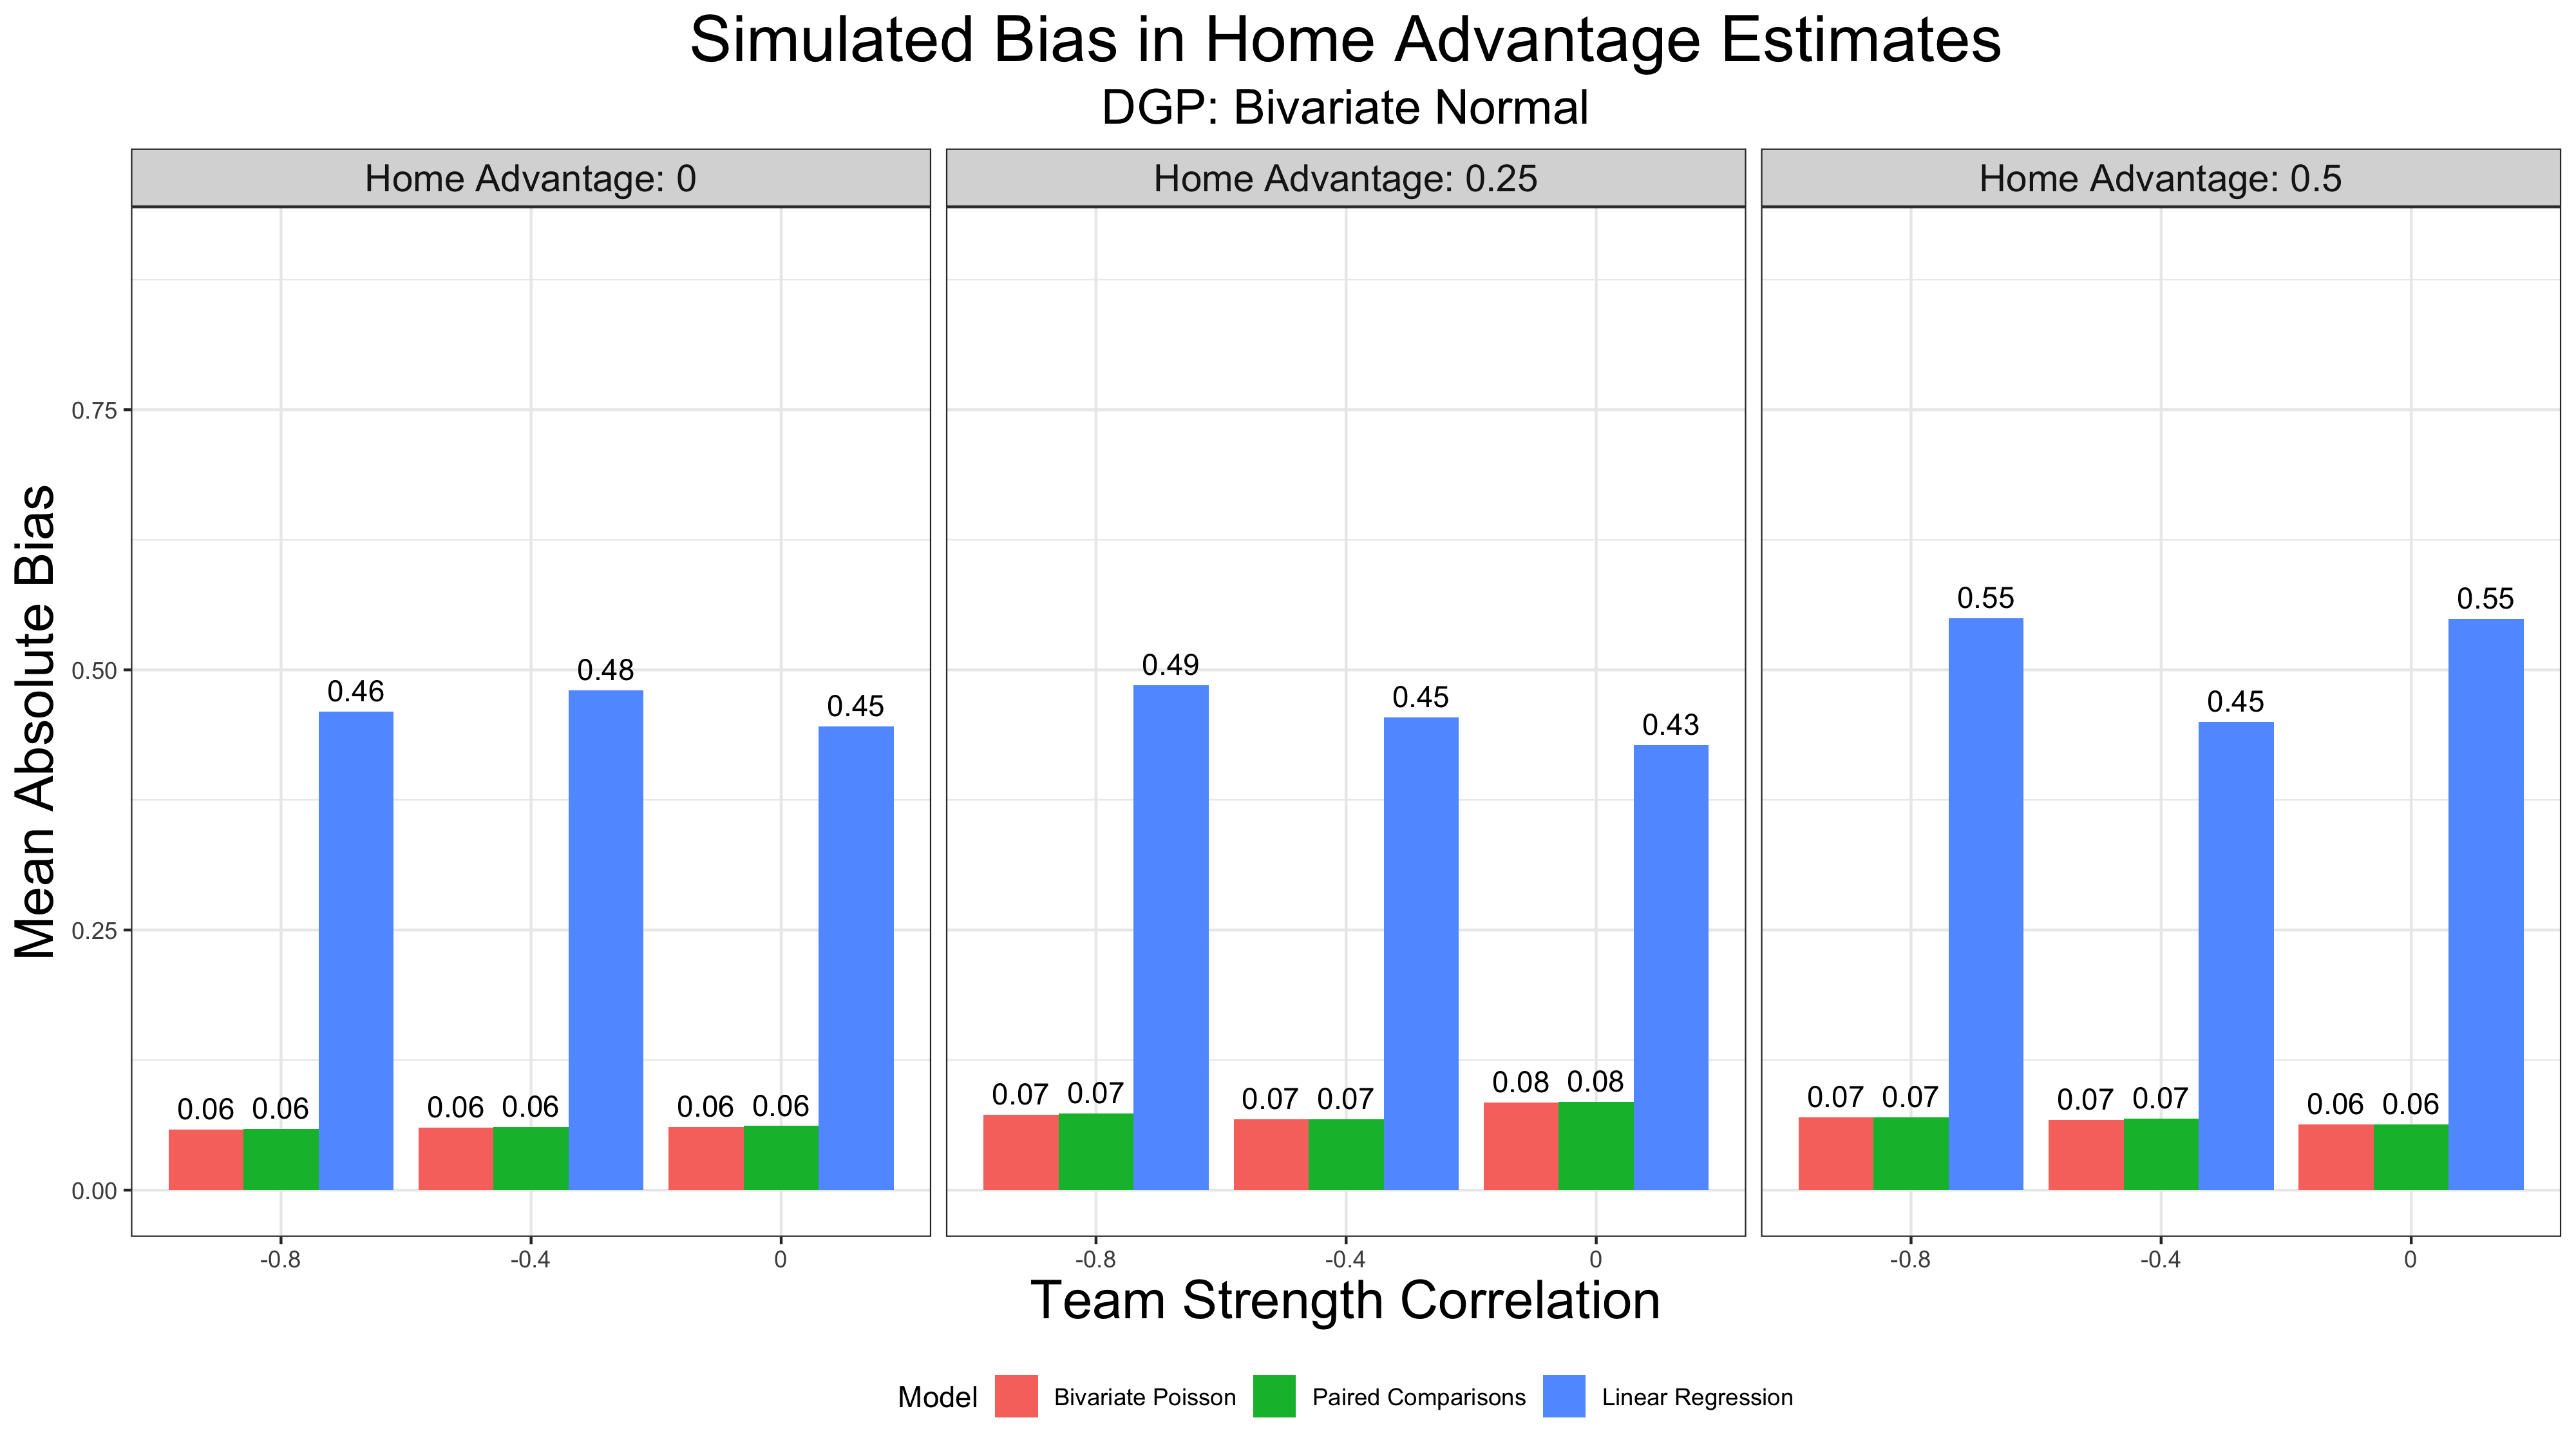 Simulated Bias in Home Advantage Estimates
DGP: Bivariate Normal
Home Advantage: 0
Home Advantage: 0.25
Home Advantage: 0.5
Mean Absolute Bias
0.75
0.50
0.25
0.00
0.06 0.06 0.46
0.06 0.06 0.48
0.06 0.06 0.45
0.07 0.07 0.49
0.07 0.07 0.45
0.08 0.08 0.43
0.07 0.07 0.55
0.07 0.07 0.45
0.06 0.06 0.55
-0.8 -0.4 0
-0.8 -0.4 0
-0.8 -0.4 0
Team Strength Correlation
Model Bivariate Poisson Paired Comparisons Linear Regression